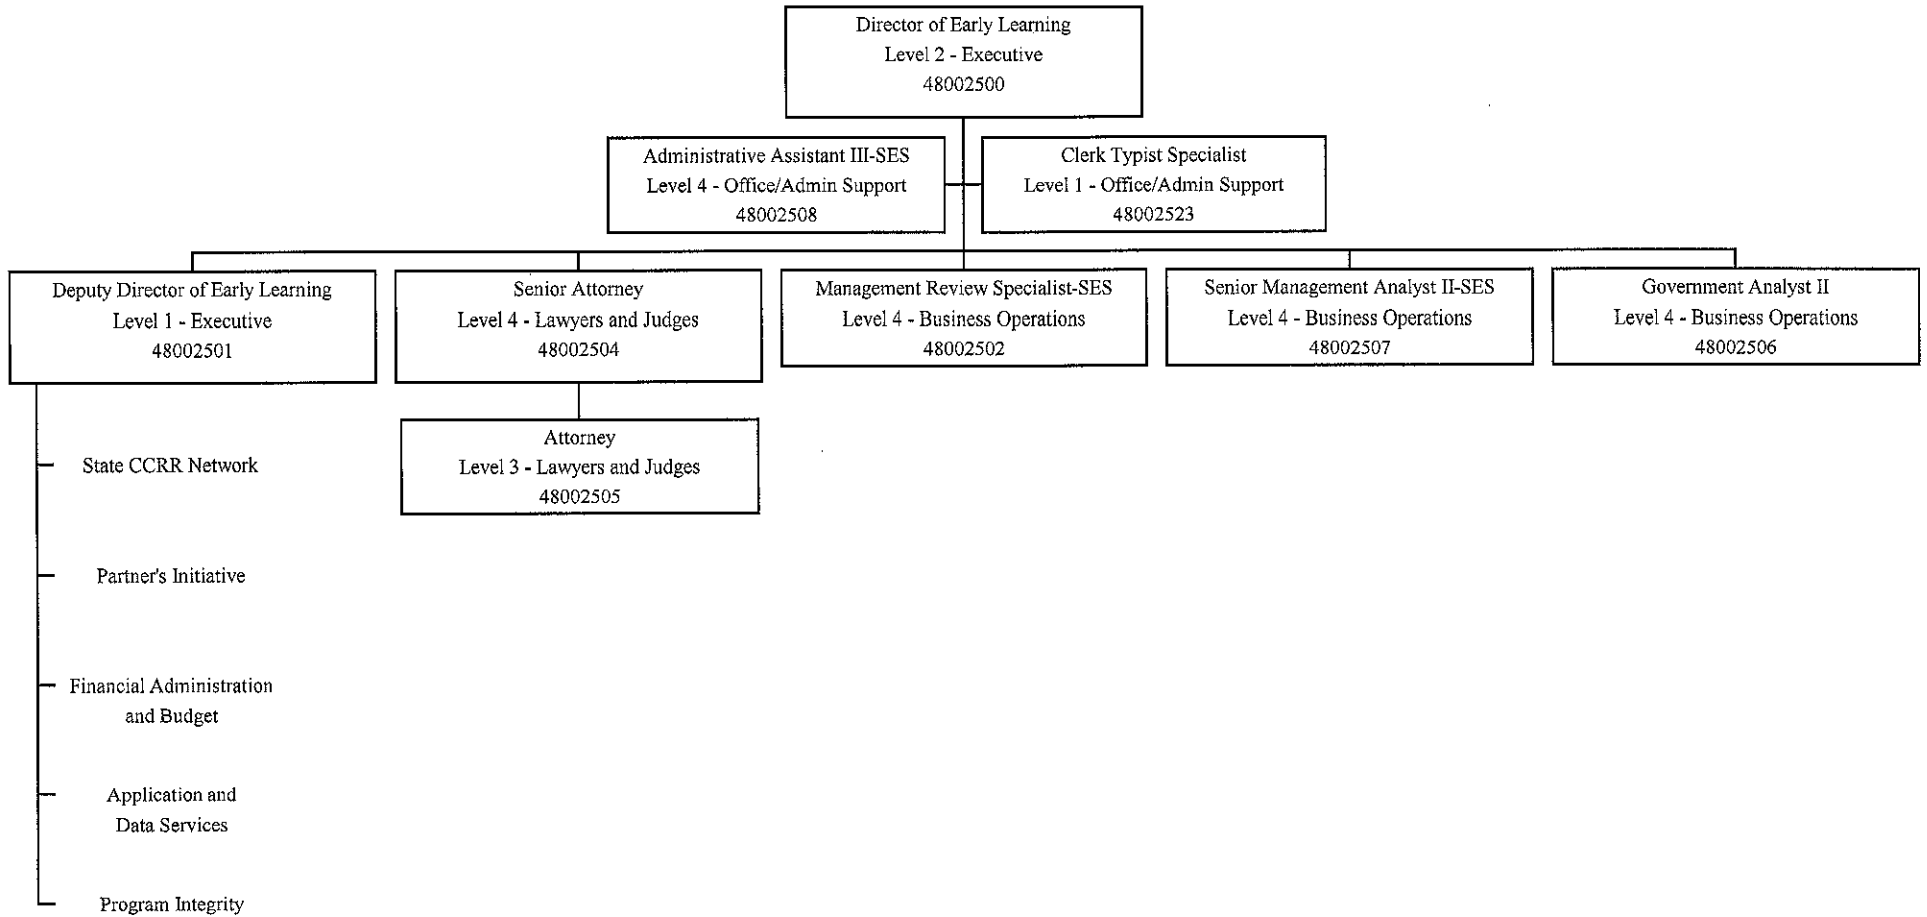 Director of Early Learning
Level 2 - Executive
48002500
Administrative Assistant III-SES
Level 4 - Office/Admin Support
48002508
Clerk Typist Specialist
Level 1 - Office/Admin Support
48002523
Deputy Director of Early Learning
Level 1 - Executive
48002501
Senior Attorney
Level 4 - Lawyers and Judges
48002504
Management Review Specialist-SES
Level 4 - Business Operations
48002502
Senior Management Analyst II-SES
Level 4 - Business Operations
48002507
Government Analyst II
Level 4 - Business Operations
48002506
Attorney
Level 3 - Lawyers and Judges
48002505
State CCRR Network
Partner's Initiative
Financial Administration
and Budget
Application and
Data Services
Program Integrity